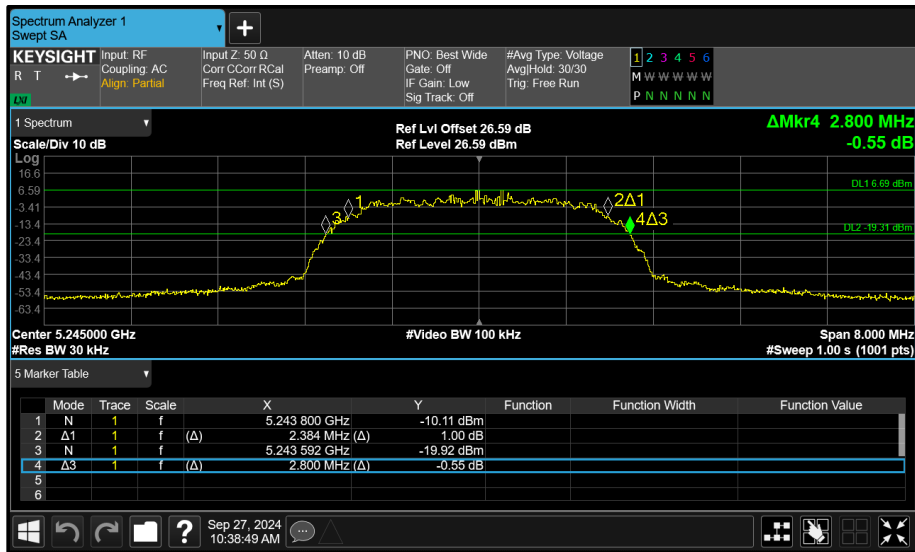 Spectrum Analyzer 1
Swept SA
+
KEYSIGHT
R T
LXI
Input: RF
Coupling: AC
Align: Partial
Input Z: 50 Ω
Corr CCorr RCal
Freq Ref: Int (S)
Atten: 10 dB
Preamp: Off
PNO: Best Wide
Gate: Off
IF Gain: Low
Sig Track: Off
#Avg Type: Voltage
Avg|Hold: 30/30
Trig: Free Run
1 2 3 4 5 6
M W W W W W
P N N N N N
1 Spectrum
Scale/Div 10 dB
Ref Lvl Offset 26.59 dB
Ref Level 26.59 dBm
ΔMkr4 2.800 MHz
-0.55 dB
Log
16.6
6.59
-3.41
-13.4
-23.4
-33.4
-43.4
-53.4
-63.4
DL1 6.69 dBm
1
2Δ1
3
4Δ3
DL2 -19.31 dBm
Center 5.245000 GHz
#Video BW 100 kHz
Span 8.000 MHz
#Res BW 30 kHz
#Sweep 1.00 s (1001 pts)
5 Marker Table
Mode Trace Scale X Y Function Function Width Function Value
1 N 1 f 5.243 800 GHz -10.11 dBm
2 Δ1 1 f (Δ) 2.384 MHz (Δ) 1.00 dB
3 N 1 f 5.243 592 GHz -19.92 dBm
4 Δ3 1 f (Δ) 2.800 MHz (Δ) -0.55 dB
5
6
?
Sep 27, 2024
10:38:49 AM